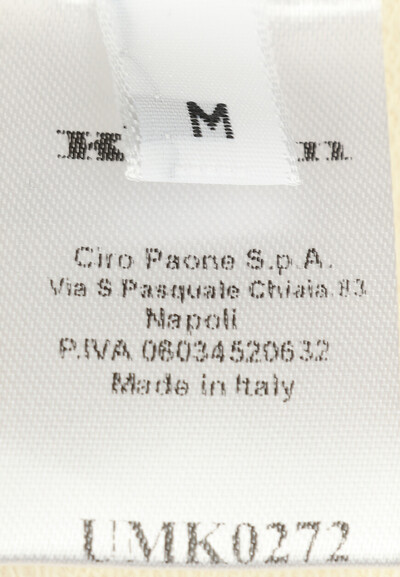 M
Ciro Paone S.p.A.
Via S Pasquale Chiaia 83
Napoli
P.IVA 06034520632
Made in Italy
UMK0272